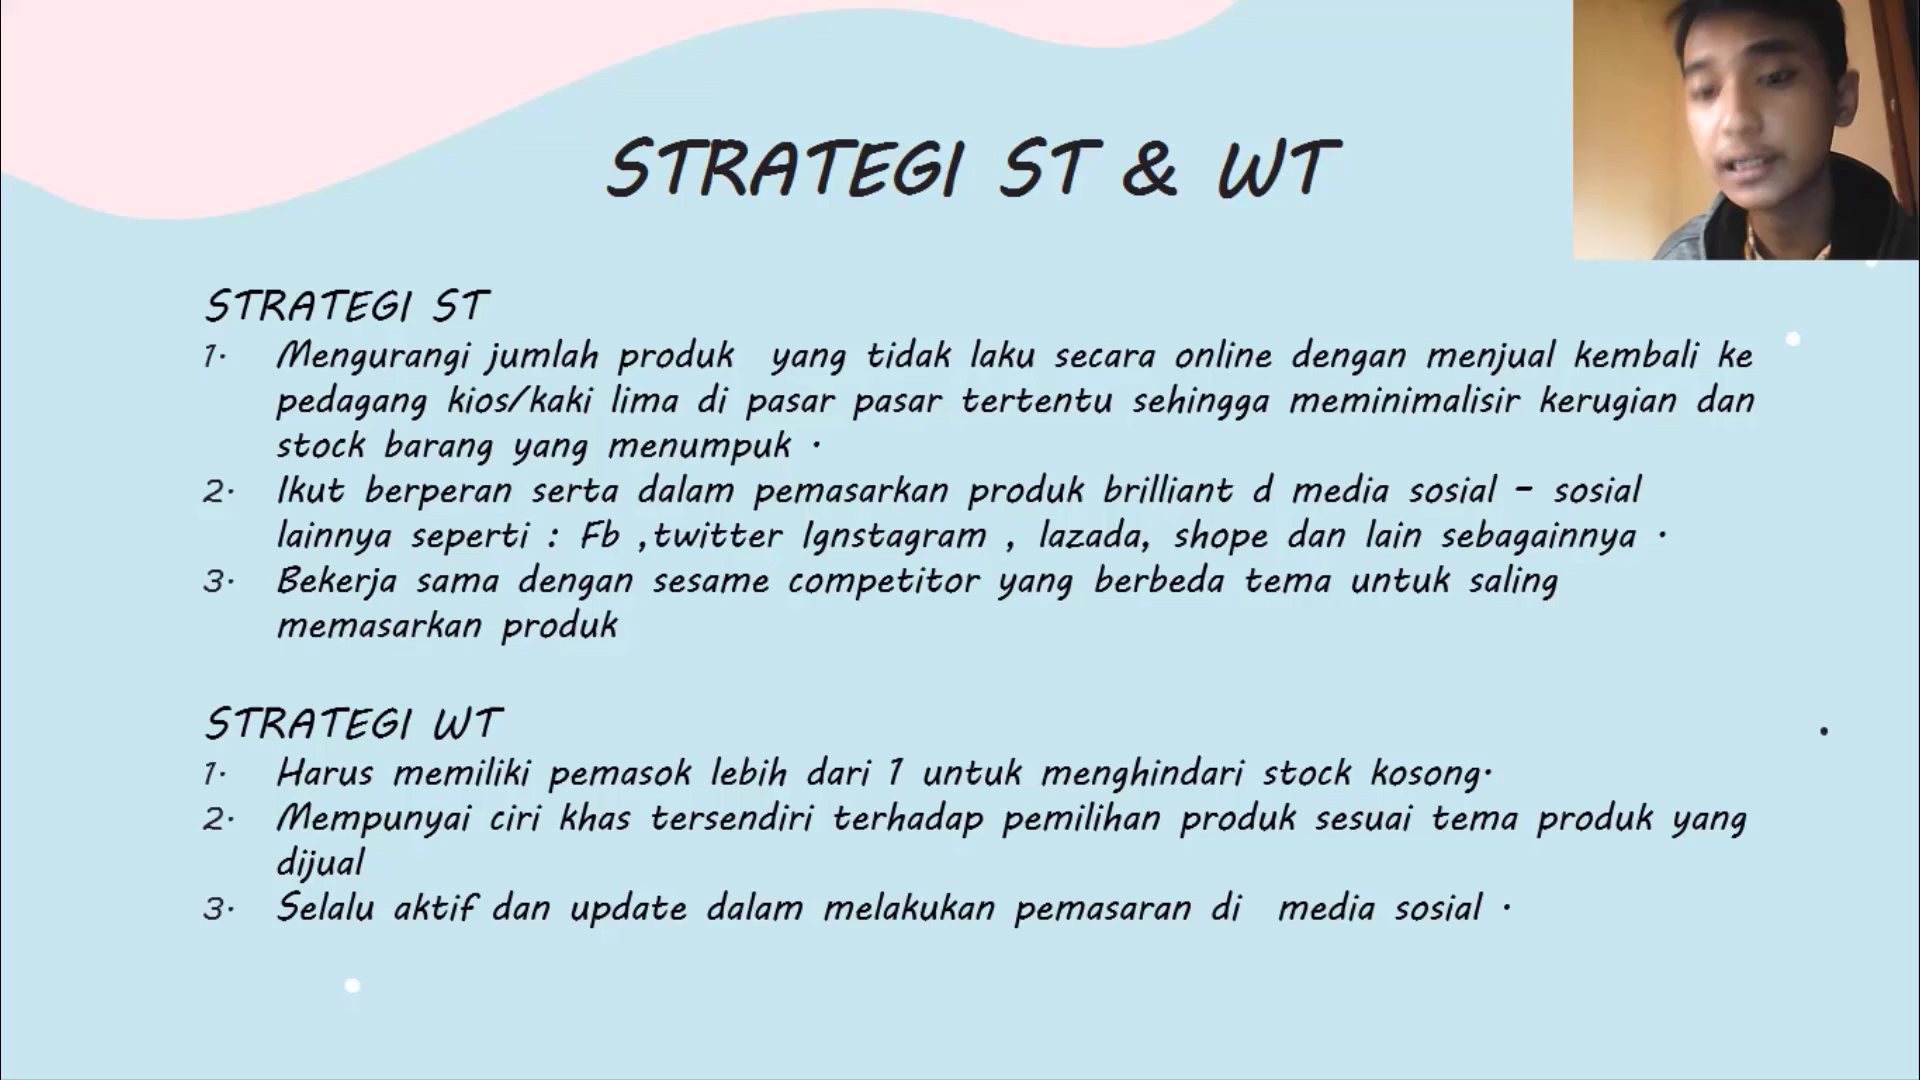 STRATEGI ST & WT
STRATEGI ST
1. Mengurangi jumlah produk yang tidak laku secara online dengan menjual kembali ke
pedagang kios/kaki lima di pasar pasar tertentu sehingga meminimalisir kerugian dan
stock barang yang menumpuk .
2. Ikut berperan serta dalam pemasarkan produk brilliant d media sosial - sosial
lainnya seperti : Fb ,twitter Ignstagram , lazada, shope dan lain sebagainnya .
3. Bekerja sama dengan sesame competitor yang berbeda tema untuk saling
memasarkan produk
STRATEGI WT
1. Harus memiliki pemasok lebih dari 1 untuk menghindari stock kosong.
2. Mempunyai ciri khas tersendiri terhadap pemilihan produk sesuai tema produk yang
dijual
3. Selalu aktif dan update dalam melakukan pemasaran di media sosial .